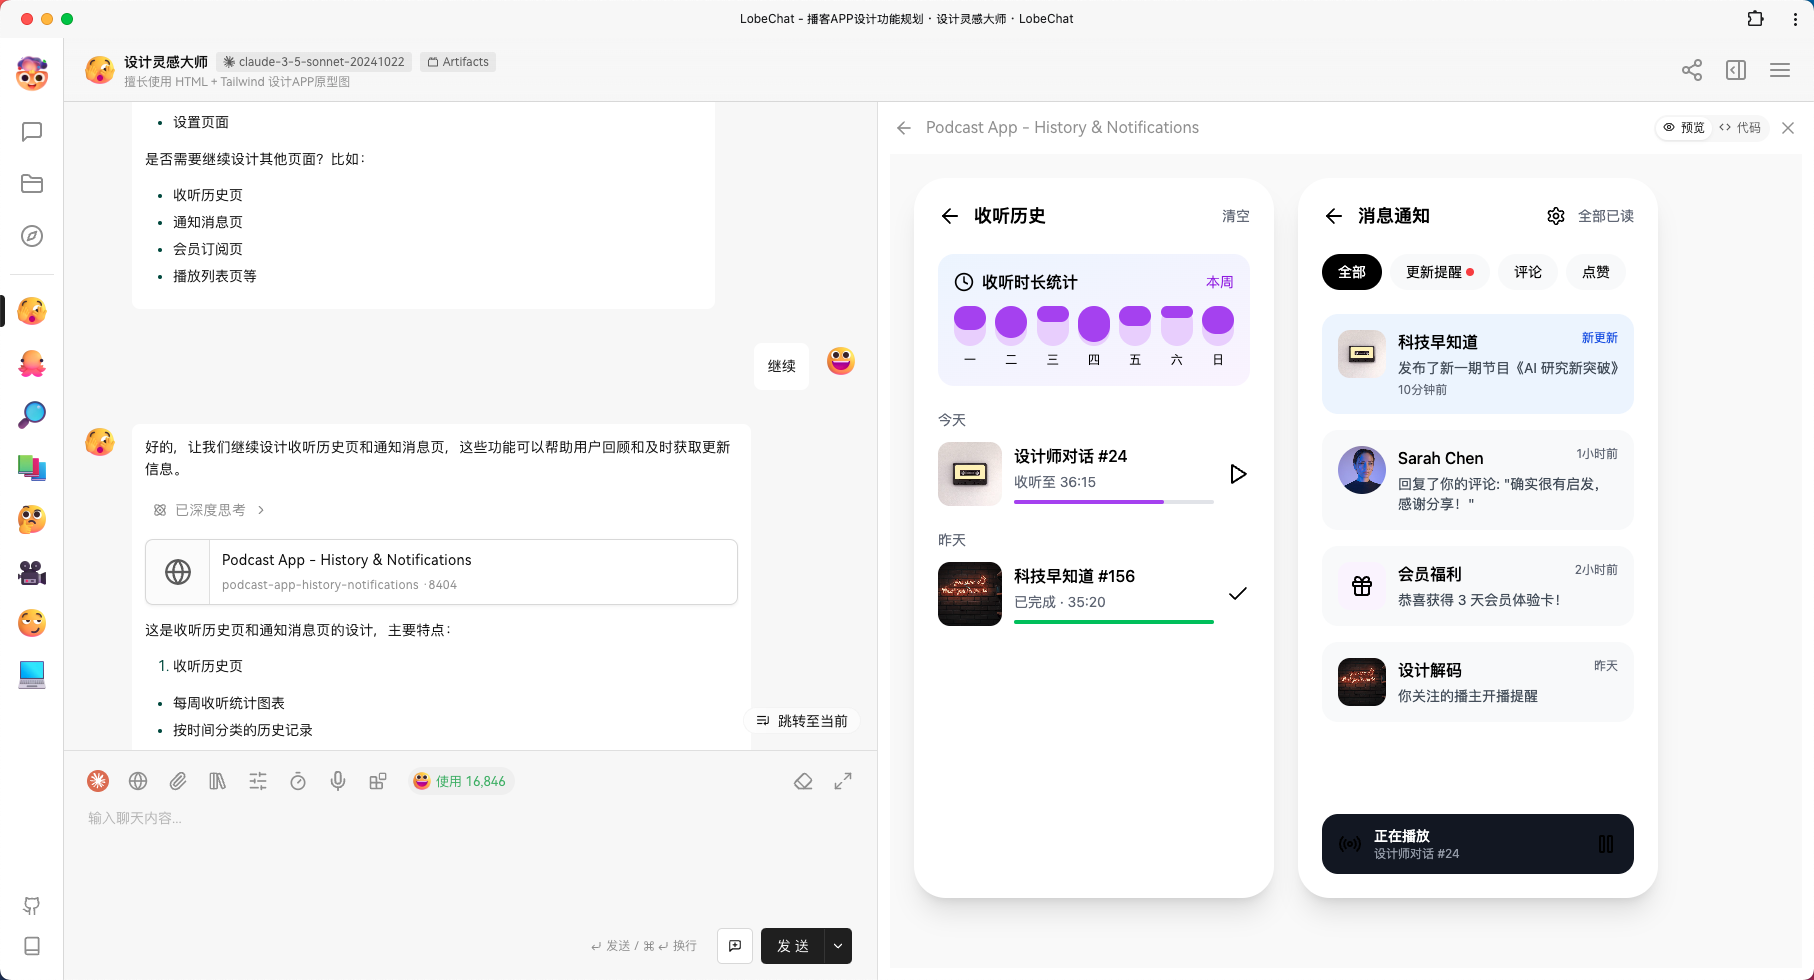 LobeChat - 播客APP设计功能规划 · 设计灵感大师 · LobeChat
设计灵感大师
claude-3-5-sonnet-20241022
Artifacts
擅长使用 HTML + Tailwind 设计APP原型图
设置页面
是否需要继续设计其他页面？比如：
收听历史页
通知消息页
会员订阅页
播放列表页等
继续
好的，让我们继续设计收听历史页和通知消息页，这些功能可以帮助用户回顾和及时获取更新
信息。
已深度思考
Podcast App - History & Notifications
podcast-app-history-notifications · 8404
这是收听历史页和通知消息页的设计，主要特点：
1. 收听历史页
每周收听统计图表
按时间分类的历史记录
跳转至当前
使用 16,846
输入聊天内容...
↵ 发送 / ⌘ ↵ 换行
发 送
Podcast App - History & Notifications
预览
代码
收听历史
清空
收听时长统计
本周
一 二 三 四 五 六 日
今天
设计师对话 #24
收听至 36:15
昨天
科技早知道 #156
已完成 · 35:20
消息通知
全部已读
全部
更新提醒
评论
点赞
科技早知道
新更新
发布了新一期节目《AI 研究新突破》
10分钟前
Sarah Chen
1小时前
回复了你的评论: "确实很有启发，
感谢分享！"
会员福利
2小时前
恭喜获得 3 天会员体验卡！
设计解码
昨天
你关注的播主开播提醒
正在播放
设计师对话 #24